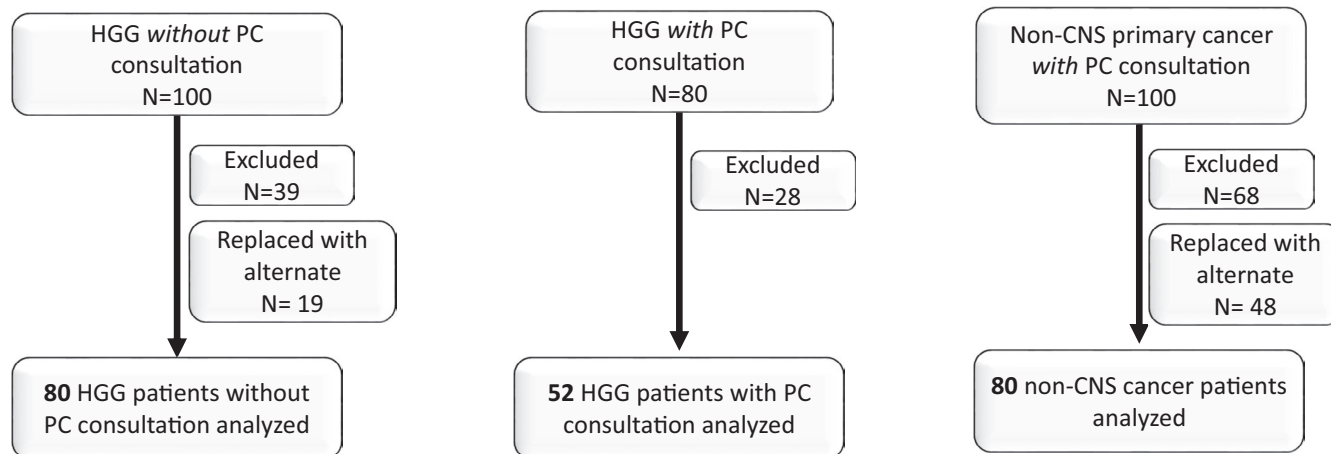 HGG without PC
consultation
N=100
Excluded
N=39
Replaced with
alternate
N= 19
80 HGG patients without
PC consultation analyzed
HGG with PC
consultation
N=80
Excluded
N=28
52 HGG patients with PC
consultation analyzed
Non-CNS primary cancer
with PC consultation
N=100
Excluded
N=68
Replaced with
alternate
N= 48
80 non-CNS cancer patients
analyzed